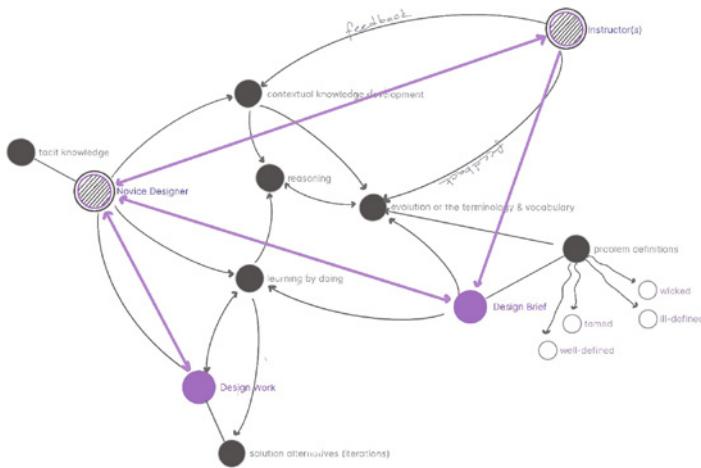 feedback
Instructor(s)
contextual knowledge development
tacit knowledge
feedback
reasoning
Novice Designer
evolution of the terminology & vocabulary
problem definitions
learning by doing
wicked
Design Brief
ill-defined
tamed
well-defined
Design Work
solution alternatives (iterations)